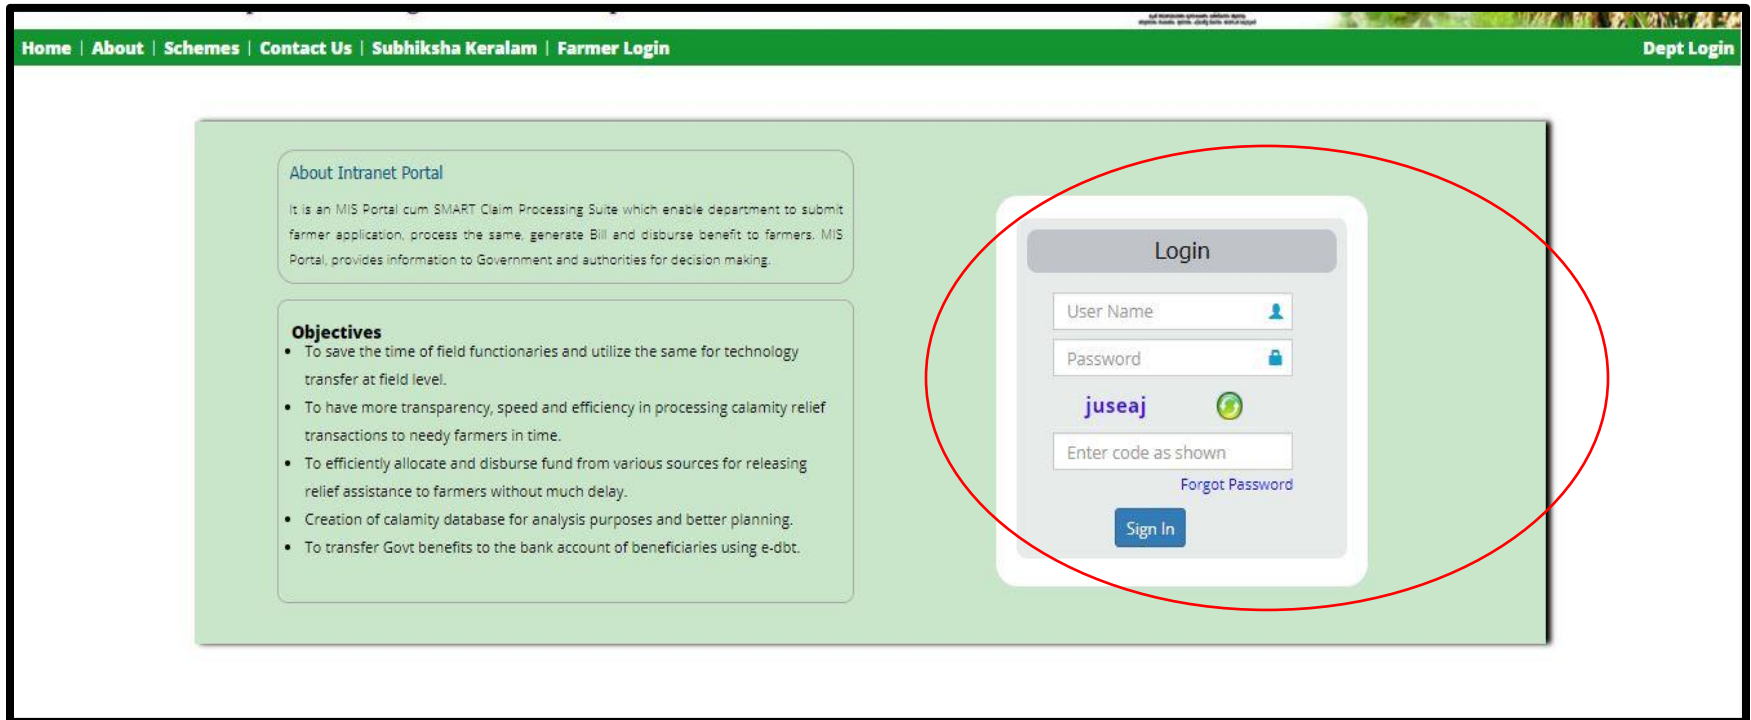 Home | About | Schemes | Contact Us | Subhiksha Keralam | Farmer Login
Dept Login
About Intranet Portal
It is an MIS Portal cum SMART Claim Processing Suite which enable department to submit
farmer application, process the same, generate Bill and disburse benefit to farmers. MIS
Portal, provides information to Government and authorities for decision making.
Objectives
• To save the time of field functionaries and utilize the same for technology
transfer at field level.
• To have more transparency, speed and efficiency in processing calamity relief
transactions to needy farmers in time.
• To efficiently allocate and disburse fund from various sources for releasing
relief assistance to farmers without much delay.
• Creation of calamity database for analysis purposes and better planning.
• To transfer Govt benefits to the bank account of beneficiaries using e-dbt.
Login
User Name
Password
juseaj
Enter code as shown
Forgot Password
Sign In